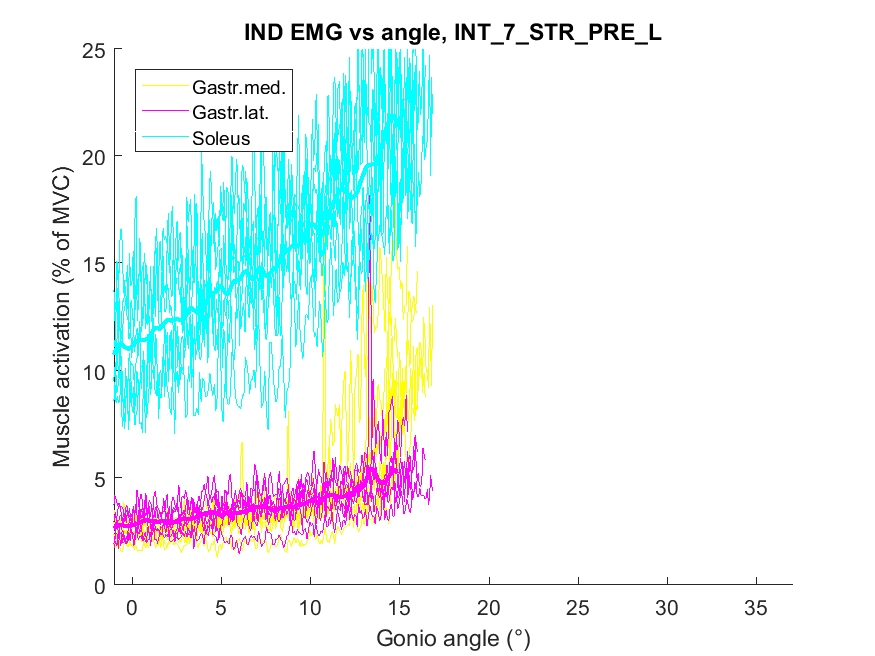 IND EMG vs angle, INT_7_STR_PRE_L
25
20
15
10
5
0
Muscle activation (% of MVC)
Gastr.med.
Gastr.lat.
Soleus
0 5 10 15 20 25 30 35
Gonio angle (°)